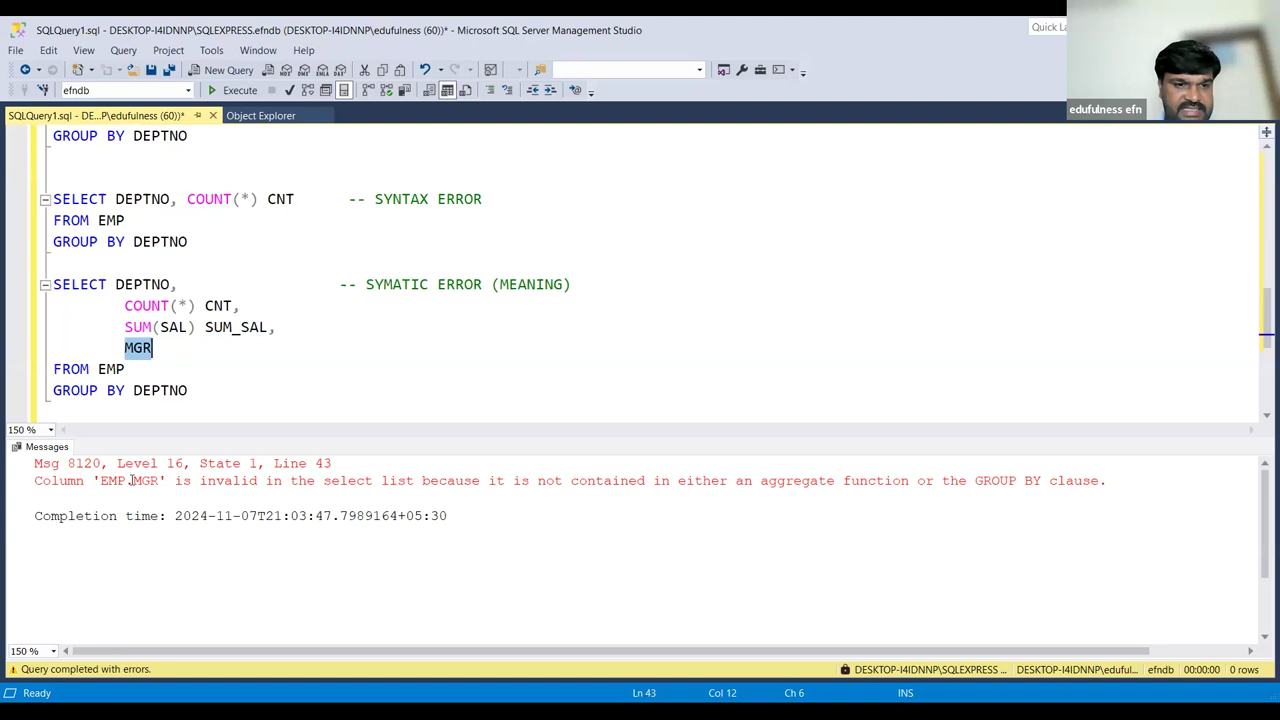 SQLQuery1.sql - DESKTOP-I4IDNNP\SQLEXPRESS.efndb (DESKTOP-I4IDNNP\edufulness (60))* - Microsoft SQL Server Management Studio
Quick La
File Edit View Query Project Tools Window Help
New Query
efndb Execute
SQLQuery1.sql - DE...P\edufulness (60))* Object Explorer
edufulness efn
GROUP BY DEPTNO
SELECT DEPTNO, COUNT(*) CNT -- SYNTAX ERROR
FROM EMP
GROUP BY DEPTNO
SELECT DEPTNO, -- SYMATIC ERROR (MEANING)
COUNT(*) CNT,
SUM(SAL) SUM_SAL,
MGR
FROM EMP
GROUP BY DEPTNO
150 %
Messages
Msg 8120, Level 16, State 1, Line 43
Column 'EMP.MGR' is invalid in the select list because it is not contained in either an aggregate function or the GROUP BY clause.
Completion time: 2024-11-07T21:03:47.7989164+05:30
150 %
Query completed with errors. DESKTOP-I4IDNNP\SQLEXPRESS ... DESKTOP-I4IDNNP\eduful... efndb 00:00:00 0 rows
Ready Ln 43 Col 12 Ch 6 INS